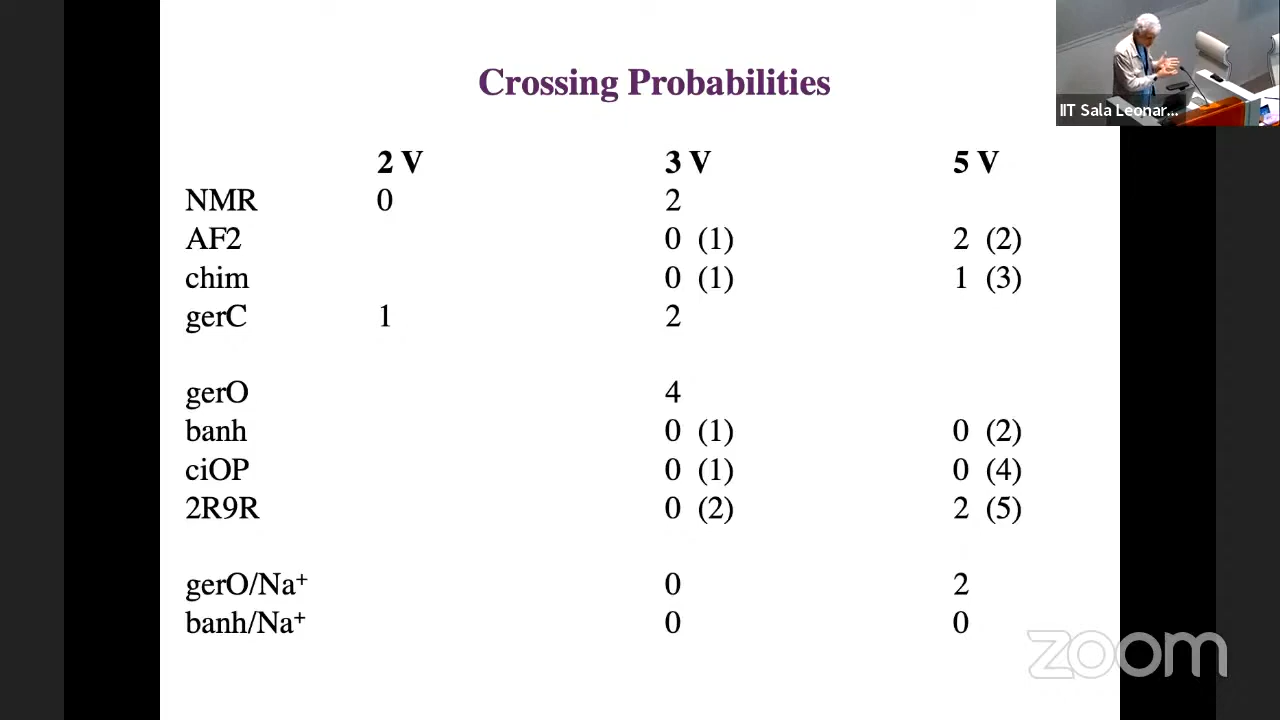 Crossing Probabilities
IIT Sala Leonar...
2 V 3 V 5 V
NMR 0 2
AF2 0 (1) 2 (2)
chim 0 (1) 1 (3)
gerC 1 2
gerO 4
banh 0 (1) 0 (2)
ciOP 0 (1) 0 (4)
2R9R 0 (2) 2 (5)
gerO/Na⁺ 0 2
banh/Na⁺ 0 0
zoom